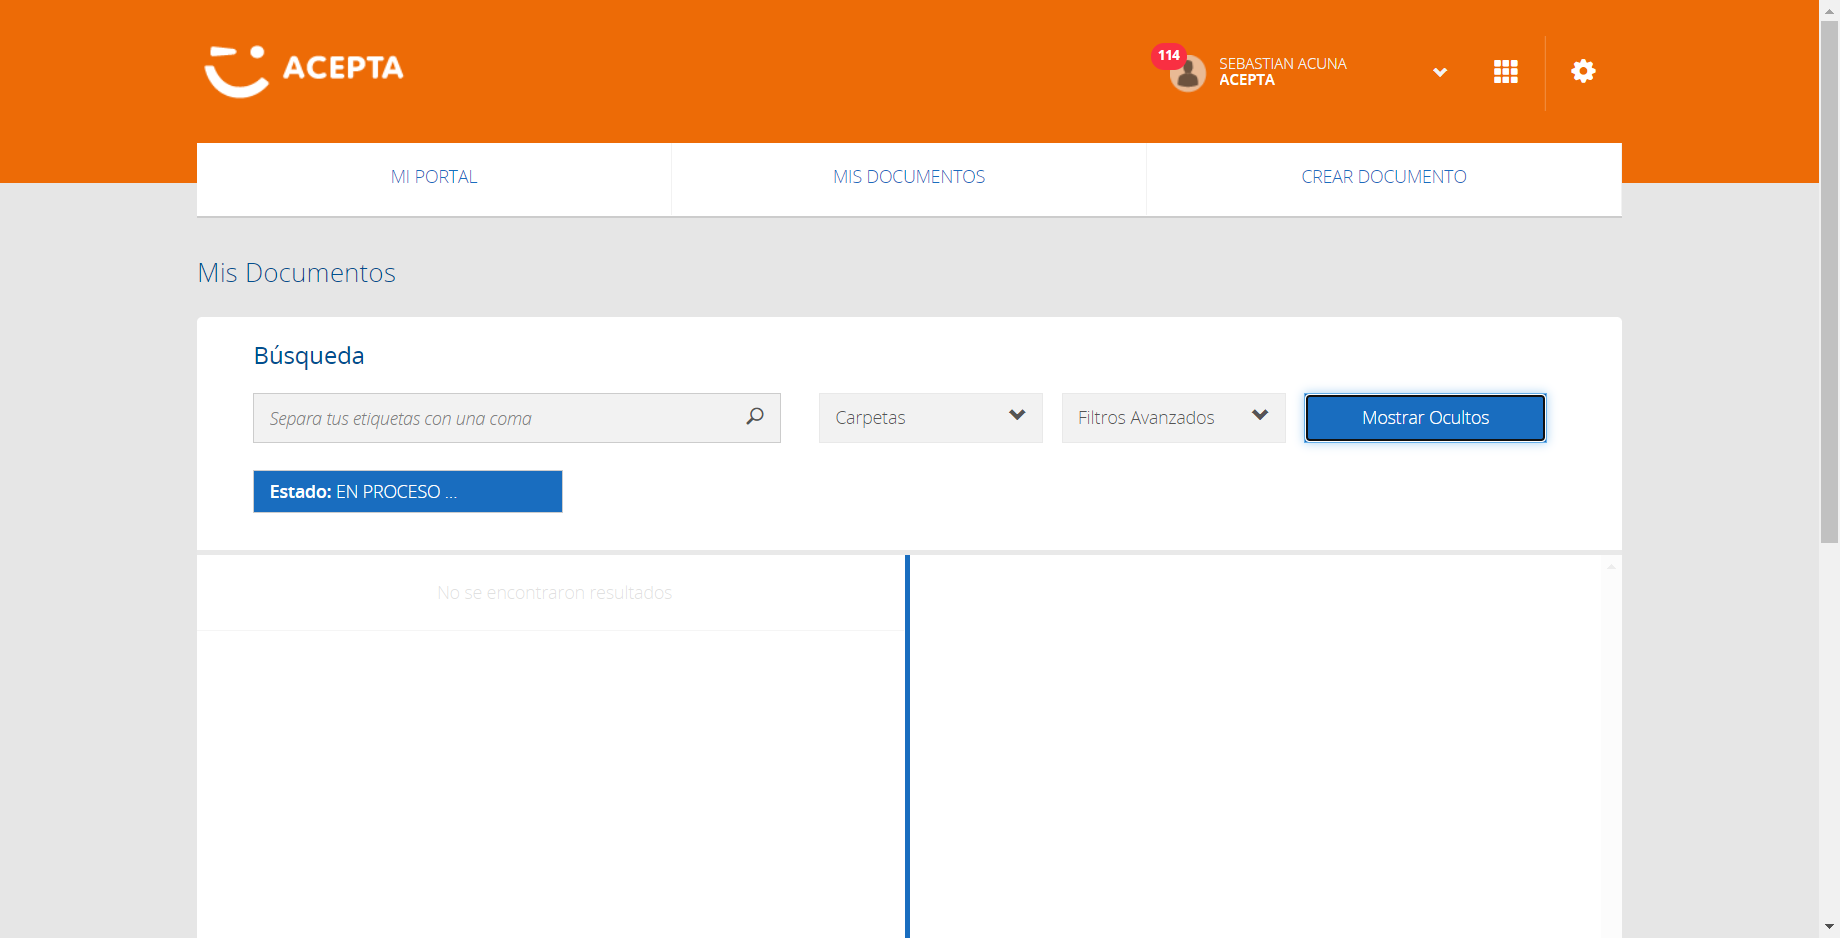 ACEPTA
114
SEBASTIAN ACUNA
ACEPTA
MI PORTAL
MIS DOCUMENTOS
CREAR DOCUMENTO
Mis Documentos
Búsqueda
Separa tus etiquetas con una coma
Carpetas
Filtros Avanzados
Mostrar Ocultos
Estado: EN PROCESO ...
No se encontraron resultados